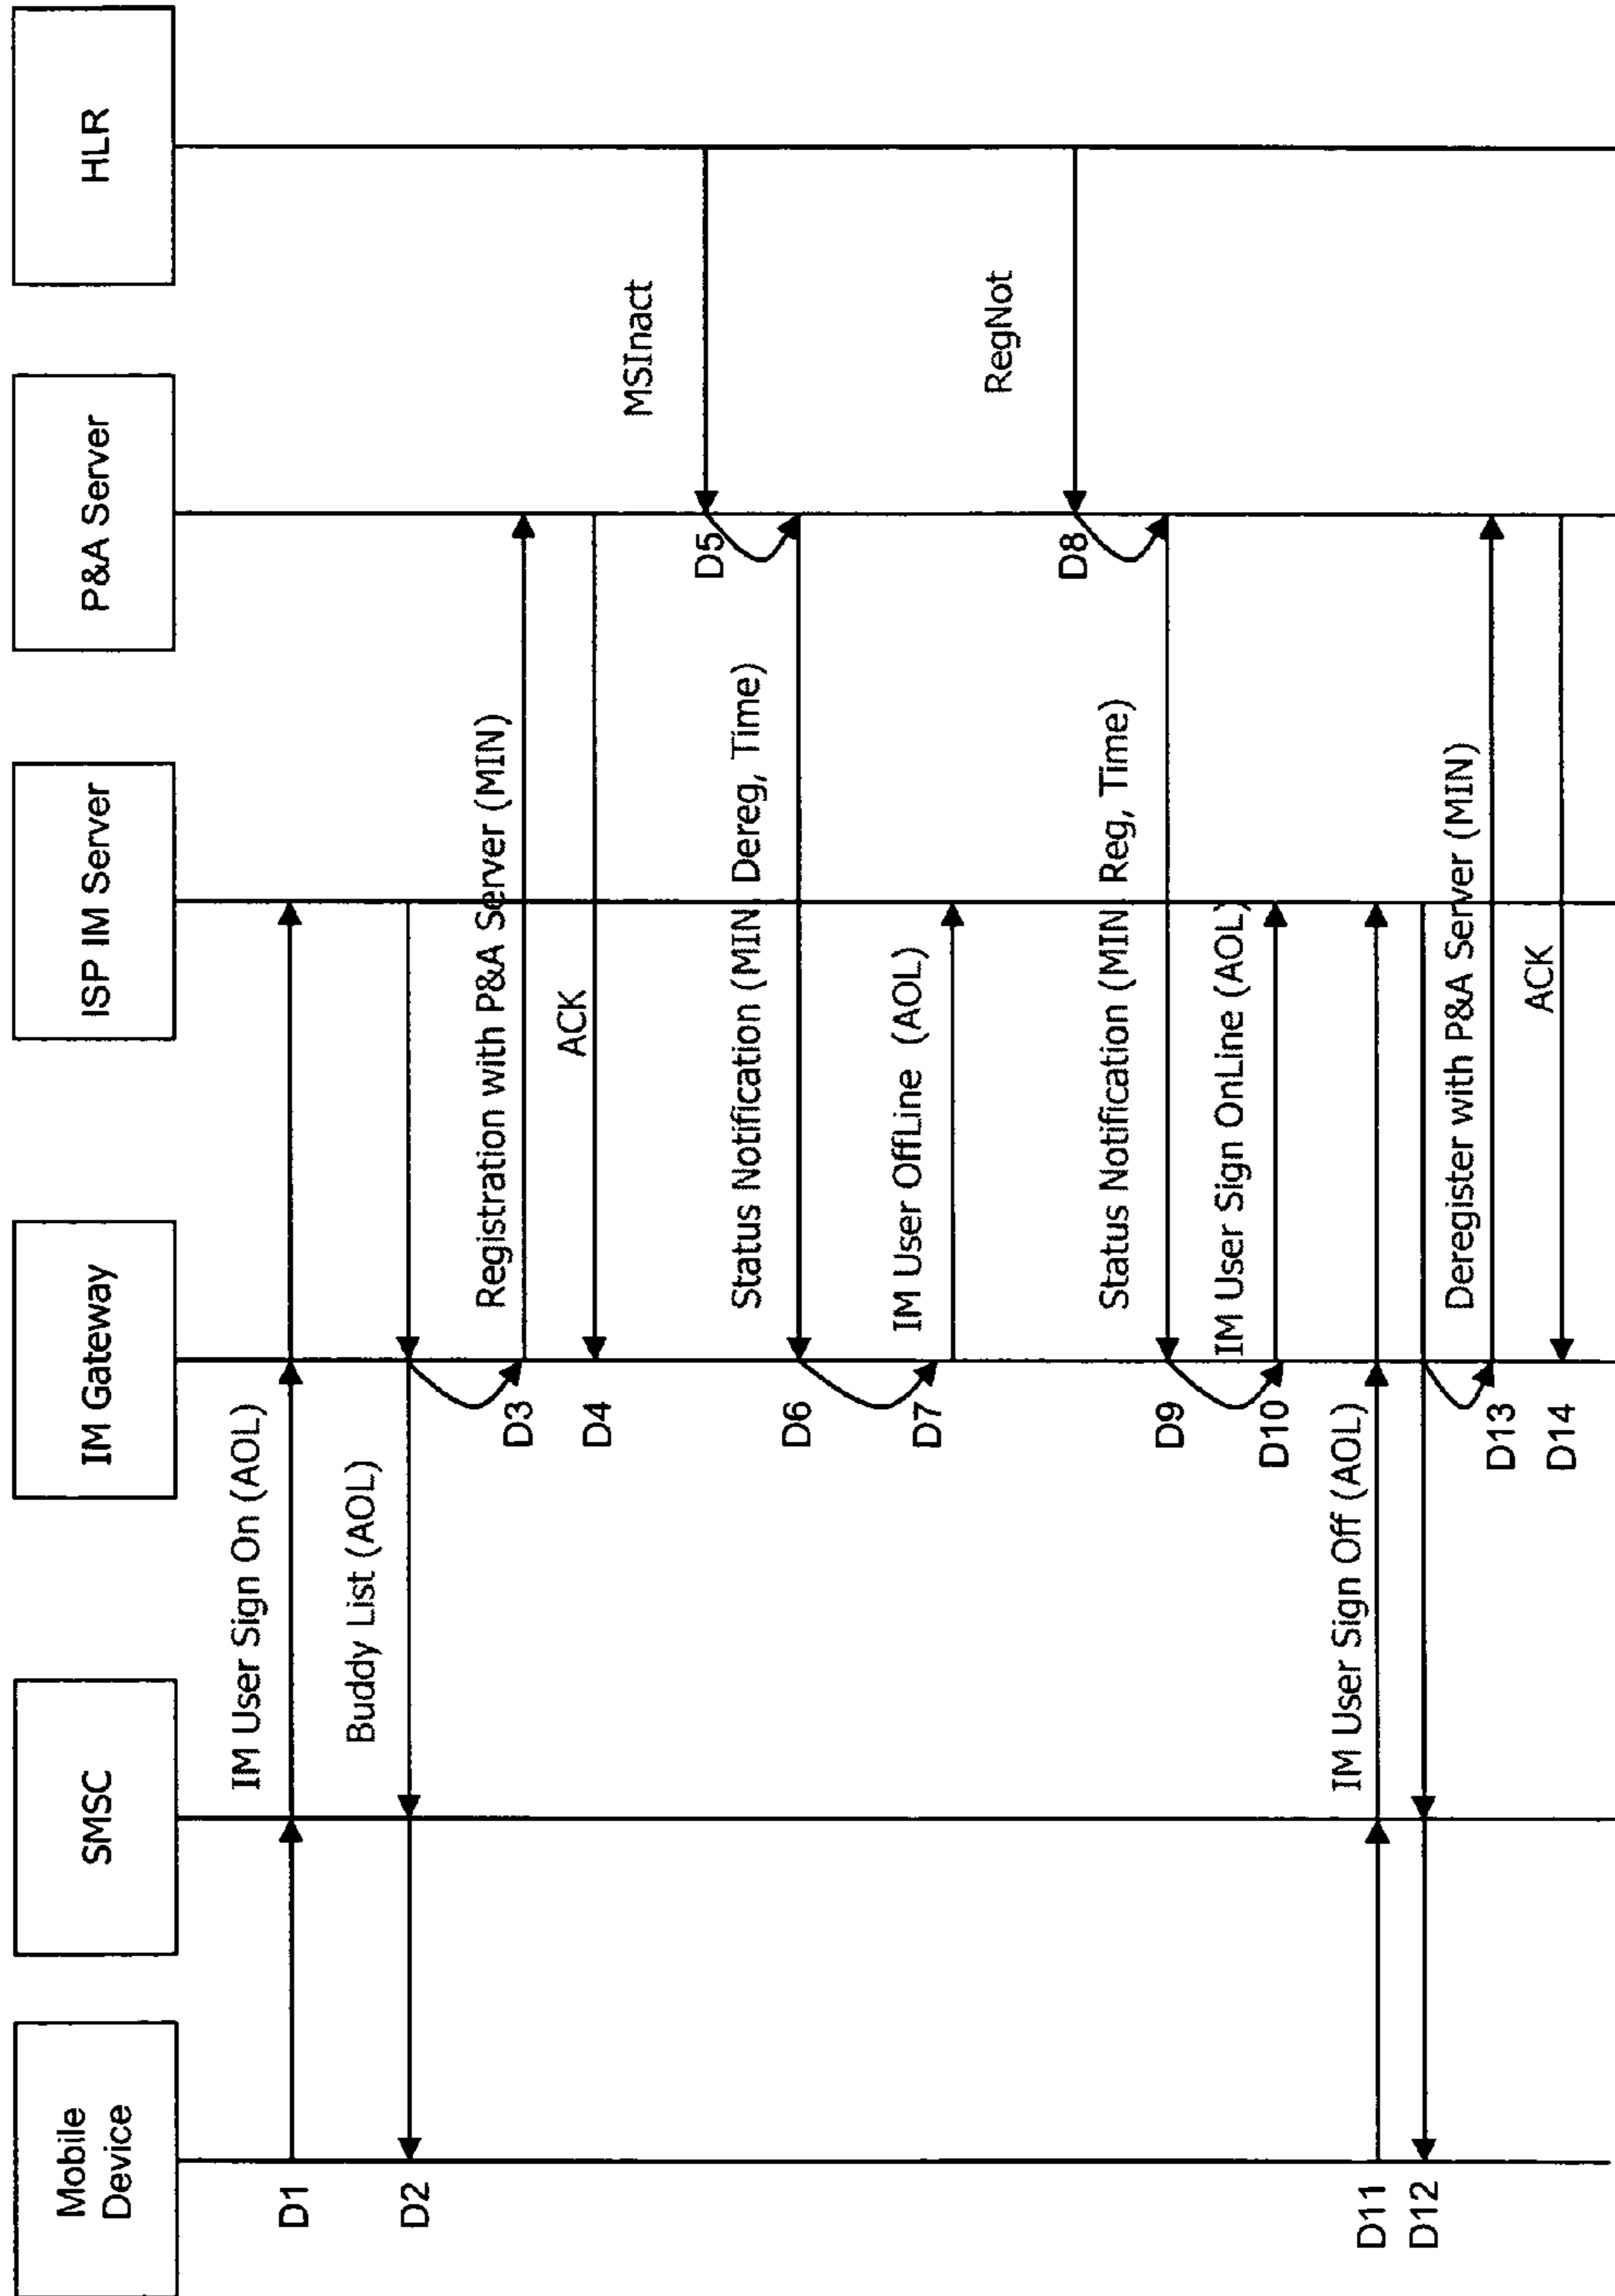 Mobile
Device
SMSC
IM Gateway
ISP IM Server
P&A Server
HLR
D1
IM User Sign On (AOL)
D2
Buddy List (AOL)
D3
Registration with P&A Server (MIN)
D4
ACK
D5
MSInact
D6
Status Notification (MIN, Dereg, Time)
D7
IM User OffLine (AOL)
D8
RegNot
D9
Status Notification (MIN, Reg, Time)
D10
IM User Sign OnLine (AOL)
D11
IM User Sign Off (AOL)
D12
D13
Deregister with P&A Server (MIN)
D14
ACK